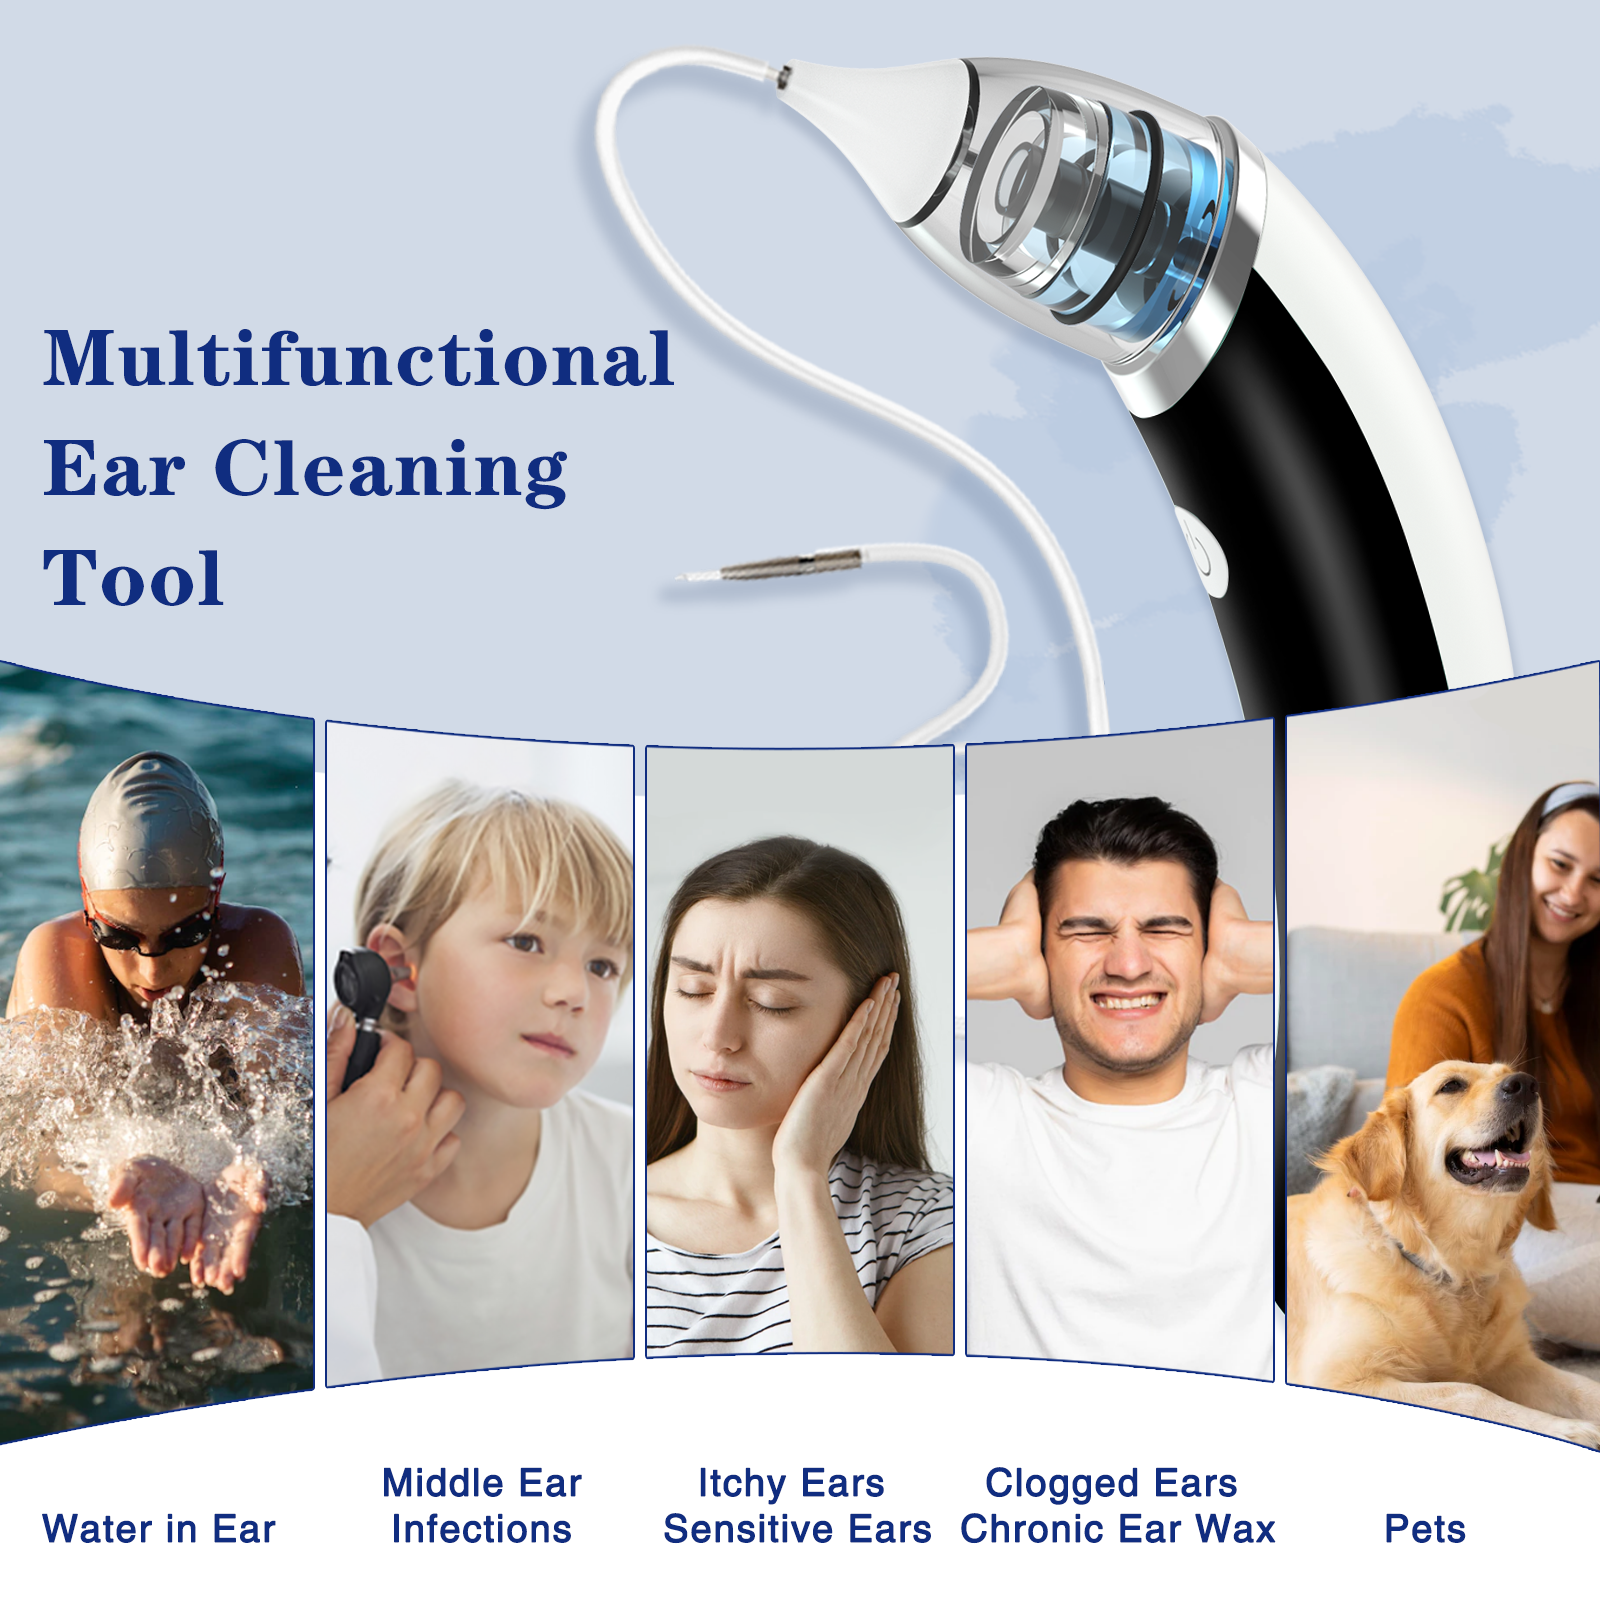 Multifunctional
Ear Cleaning
Tool
Water in Ear
Middle Ear
Infections
Itchy Ears
Sensitive Ears
Clogged Ears
Chronic Ear Wax
Pets